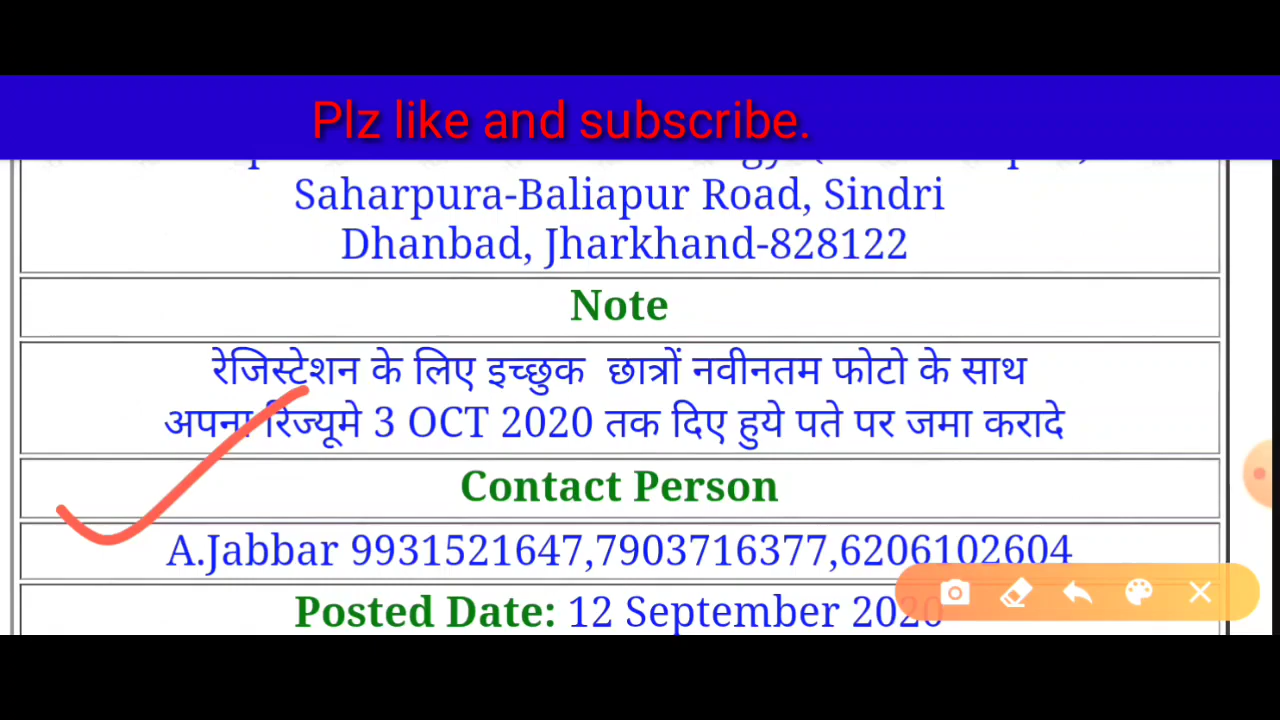 Plz like and subscribe.
Saharpura-Baliapur Road, Sindri
Dhanbad, Jharkhand-828122
Note
रेजिस्टेशन के लिए इच्छुक छात्रों नवीनतम फोटो के साथ
अपना रिज्यूमे 3 OCT 2020 तक दिए हुये पते पर जमा करादे
Contact Person
A.Jabbar 9931521647,7903716377,6206102604
Posted Date: 12 September 2020